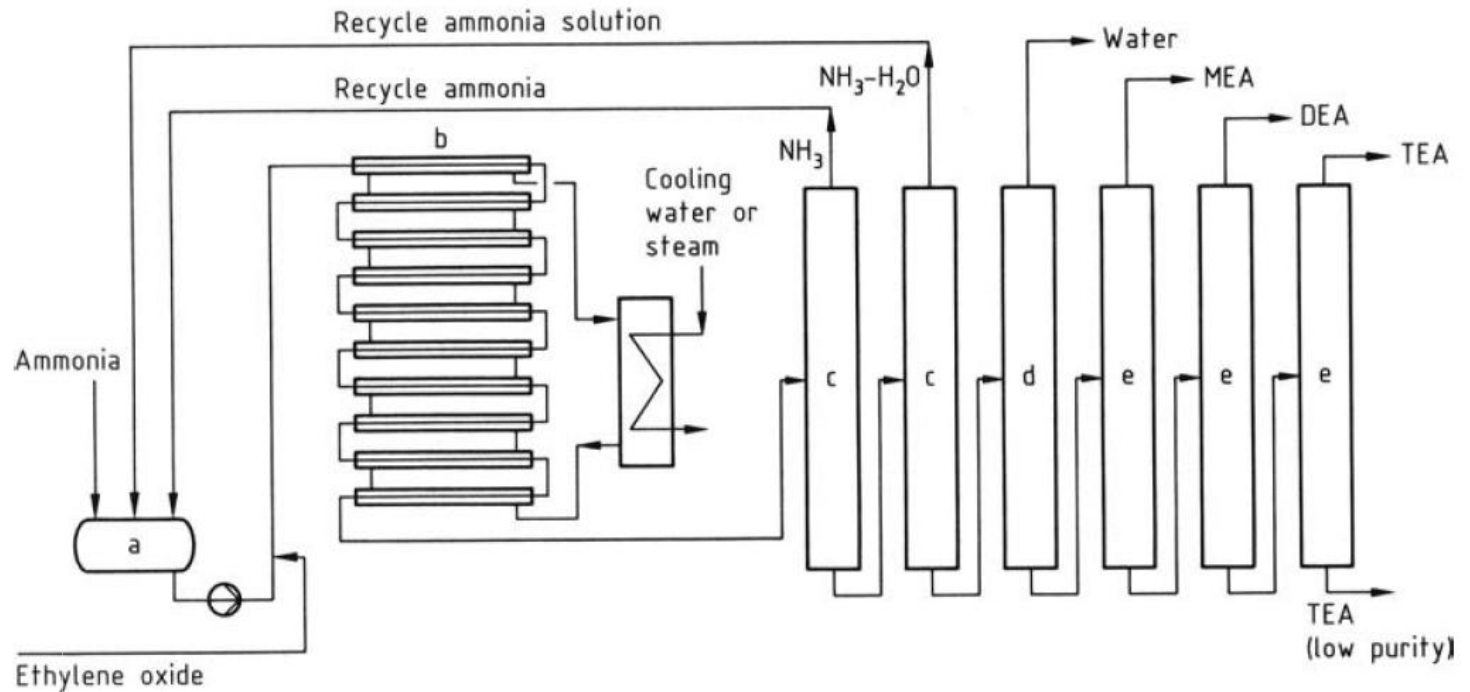 Recycle ammonia solution
Water
NH₃-H₂O
MEA
Recycle ammonia
DEA
b
NH₃
TEA
Cooling
water or
steam
Ammonia
c
c
d
e
e
e
a
TEA
(low purity)
Ethylene oxide